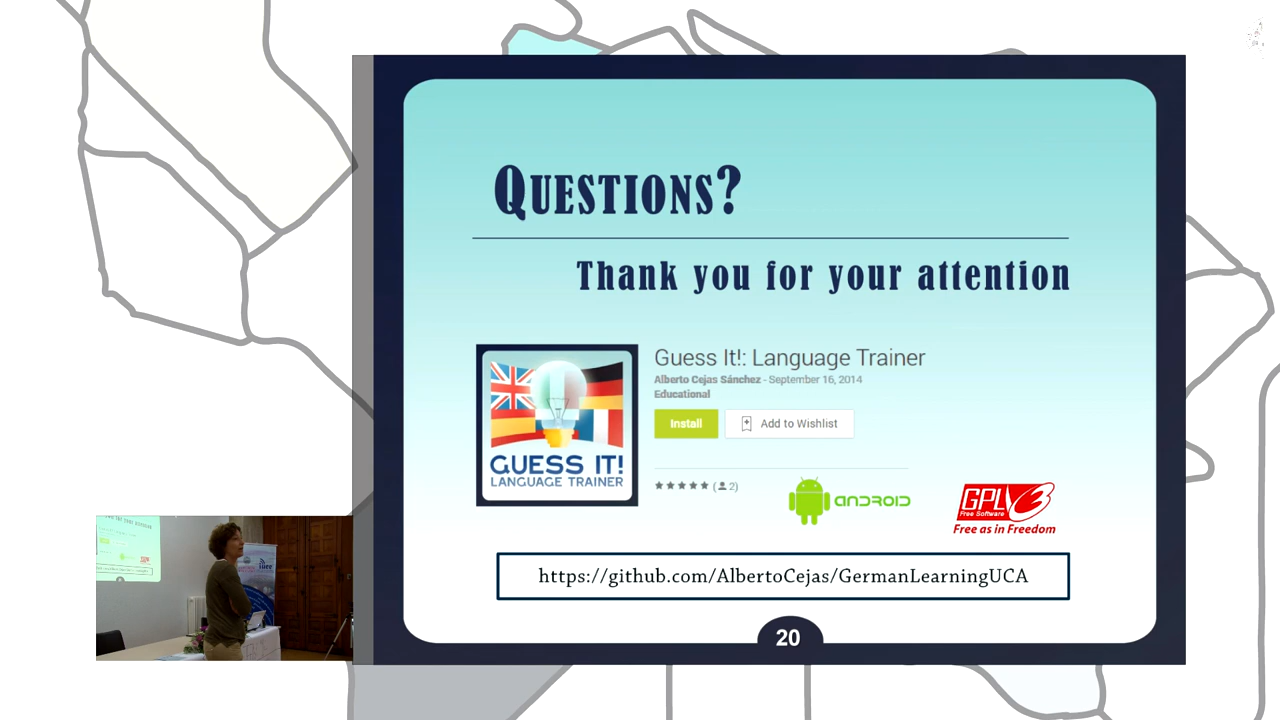 QUESTIONS?
Thank you for your attention
Guess It!: Language Trainer
Alberto Cejas Sánchez - September 16, 2014
Educational
Install
Add to Wishlist
GUESS IT!
LANGUAGE TRAINER
(2)
ANDROID
GPL 3
Free Software
Free as in Freedom
https://github.com/AlbertoCejas/GermanLearningUCA
20